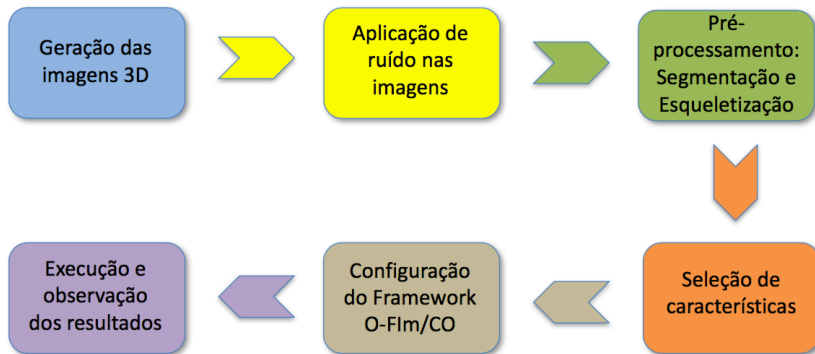 Geração das
imagens 3D
Aplicação de
ruído nas
imagens
Pré-
processamento:
Segmentação e
Esqueletização
Seleção de
características
Configuração
do Framework
O-FIm/CO
Execução e
observação
dos resultados